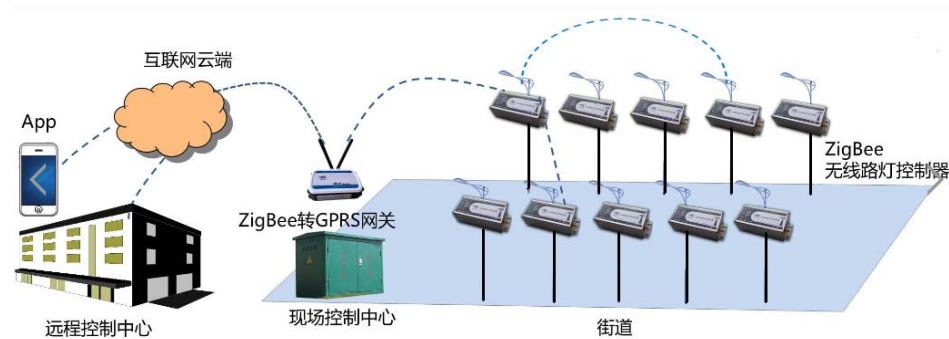 互联网云端
App
ZigBee
无线路灯控制器
ZigBee转GPRS网关
远程控制中心
现场控制中心
街道